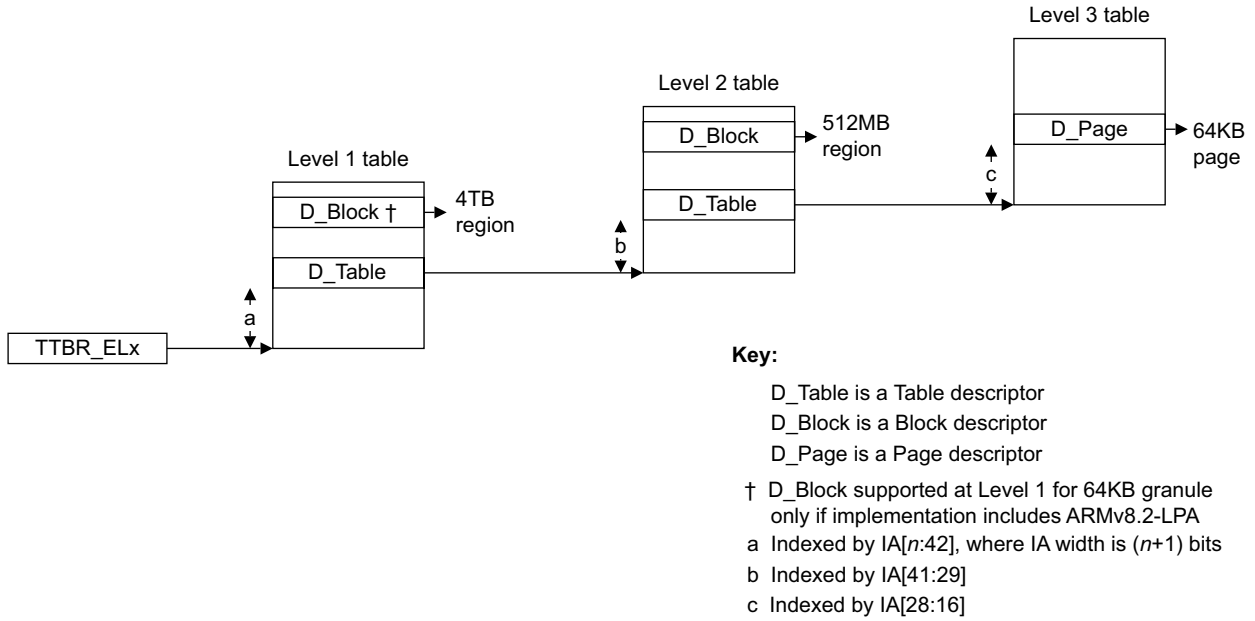 Level 3 table
Level 2 table
D_Block
512MB
region
D_Page
64KB
page
Level 1 table
c
D_Block †
4TB
region
D_Table
b
D_Table
a
TTBR_ELx
Key:
D_Table is a Table descriptor
D_Block is a Block descriptor
D_Page is a Page descriptor
† D_Block supported at Level 1 for 64KB granule
only if implementation includes ARMv8.2-LPA
a Indexed by IA[n:42], where IA width is (n+1) bits
b Indexed by IA[41:29]
c Indexed by IA[28:16]